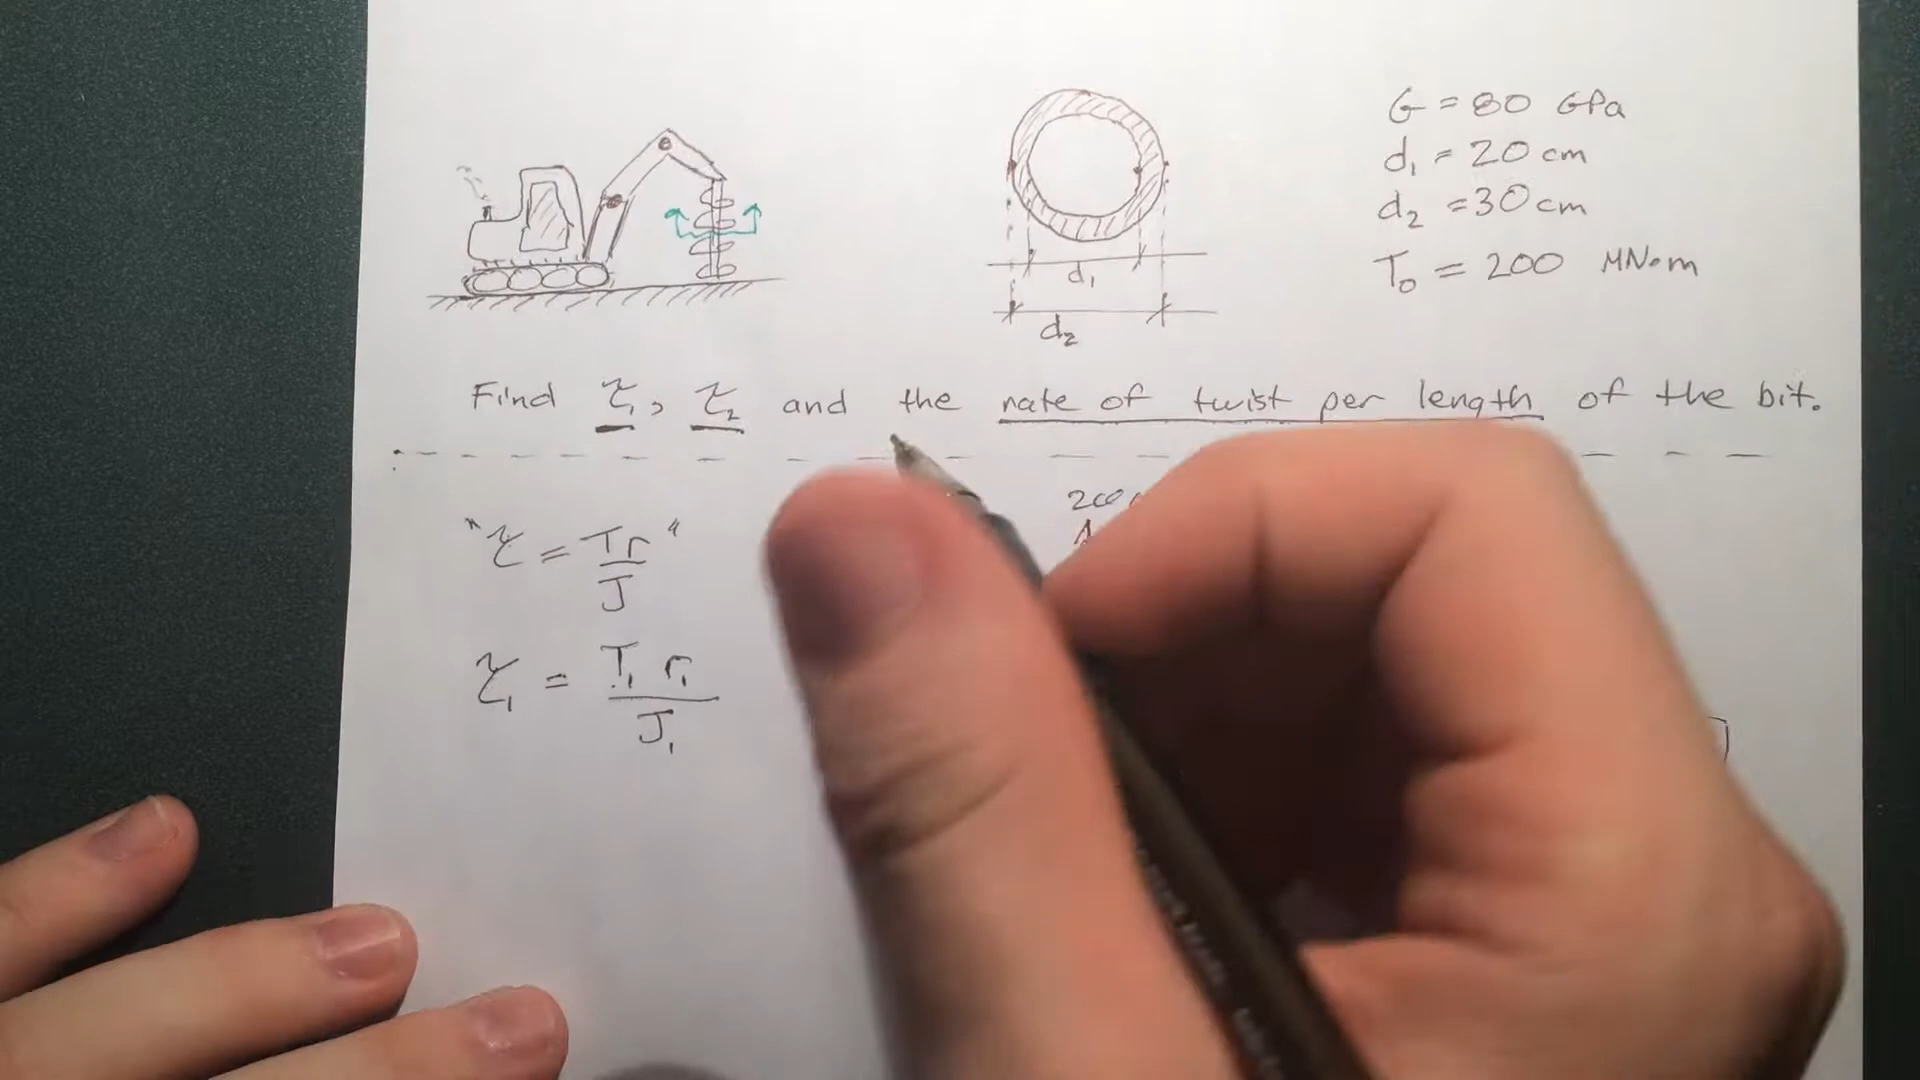 G = 80 GPa
d₁ = 20 cm
d₂ = 30 cm
T₀ = 200 MN·m
d₁
d₂
Find τ₁, τ₂ and the rate of twist per length of the bit.
"τ = Tr/J"
τ₁ = T₁ r₁/J₁